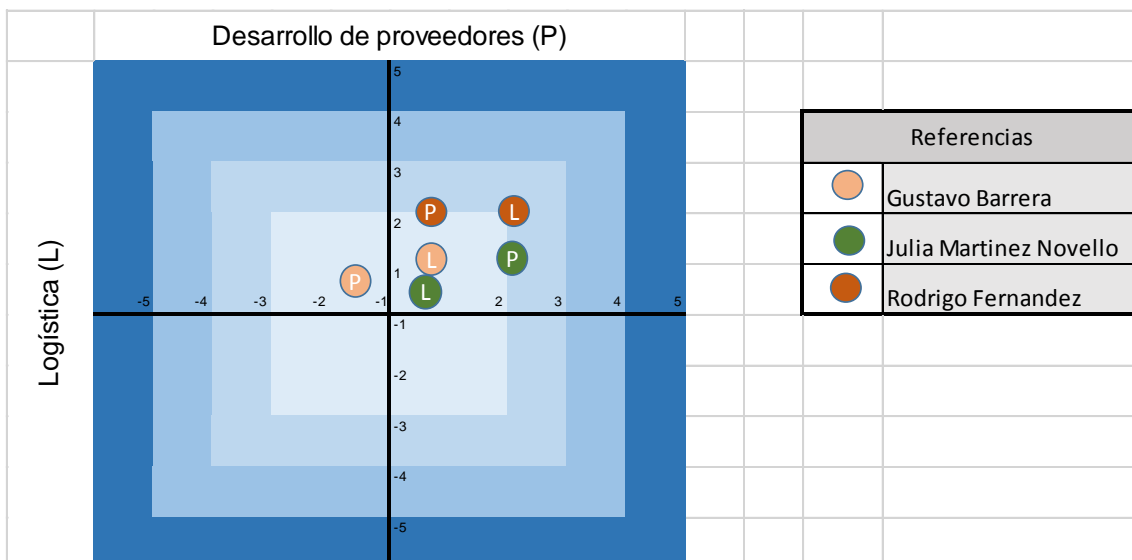 Desarrollo de proveedores (P)
Logística (L)
5
4
3
2
1
-5 -4 -3 -2 -1 2 3 4 5
-1
-2
-3
-4
-5
P L
L P
P
L
Referencias
Gustavo Barrera
Julia Martinez Novello
Rodrigo Fernandez